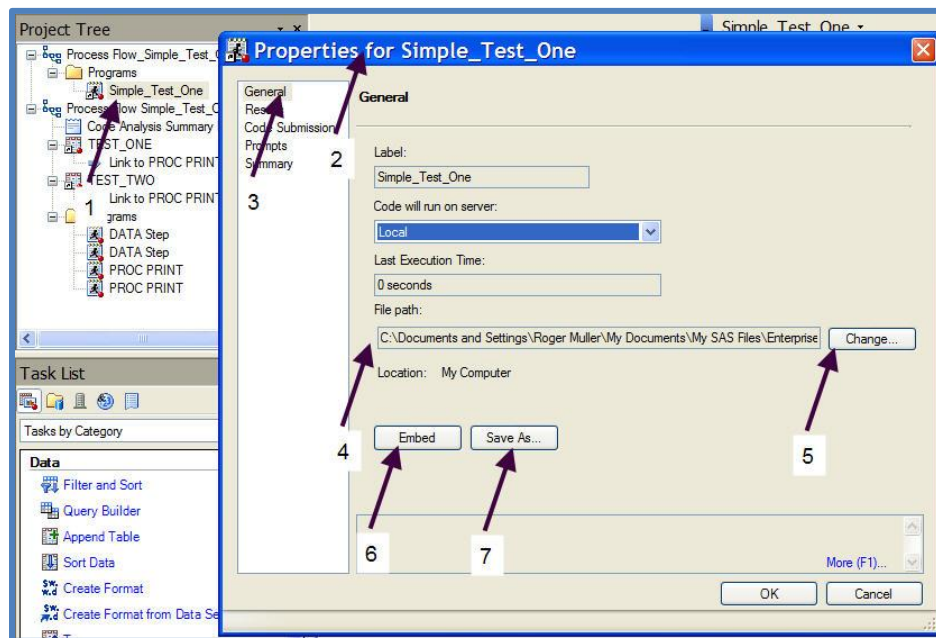 Project Tree
Process Flow_Simple_Test_
Programs
Simple_Test_One
Process Flow Simple_Test_O
Code Analysis Summary
TEST_ONE
Link to PROC PRINT
TEST_TWO
Link to PROC PRINT
grams
DATA Step
DATA Step
PROC PRINT
PROC PRINT
1
Task List
Tasks by Category
Data
Filter and Sort
Query Builder
Append Table
Sort Data
Create Format
Create Format from Data Se
Simple_Test_One
Properties for Simple_Test_One
General
Code Submission
Prompts
Summary
2
3
General
Label:
Simple_Test_One
Code will run on server:
Local
Last Execution Time:
0 seconds
File path:
C:\Documents and Settings\Roger Muller\My Documents\My SAS Files\Enterprise
Change...
Location: My Computer
4
5
Embed
Save As...
6
7
More (F1)...
OK
Cancel